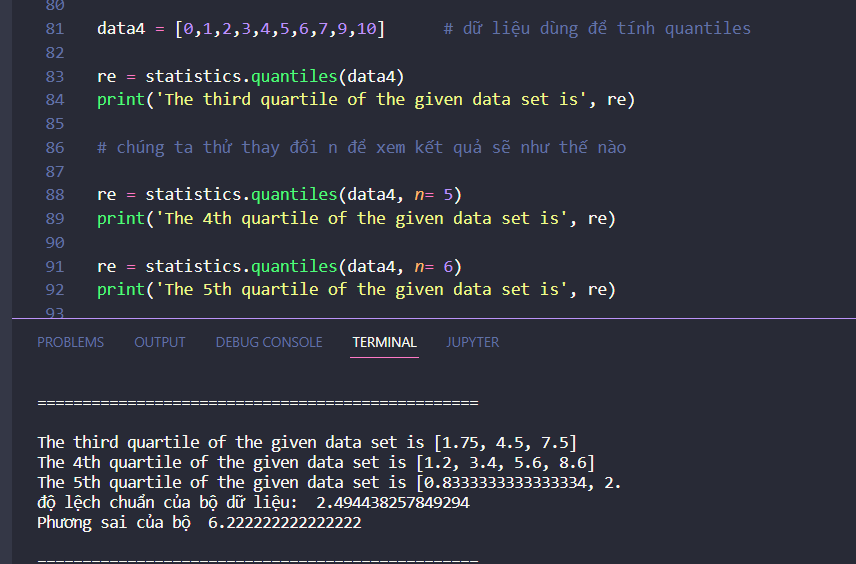 80
81 data4 = [0,1,2,3,4,5,6,7,9,10] # dữ liệu dùng để tính quantiles
82
83 re = statistics.quantiles(data4)
84 print('The third quartile of the given data set is', re)
85
86 # chúng ta thử thay đổi n để xem kết quả sẽ như thế nào
87
88 re = statistics.quantiles(data4, n= 5)
89 print('The 4th quartile of the given data set is', re)
90
91 re = statistics.quantiles(data4, n= 6)
92 print('The 5th quartile of the given data set is', re)
93
PROBLEMS OUTPUT DEBUG CONSOLE TERMINAL JUPYTER
=================================================
The third quartile of the given data set is [1.75, 4.5, 7.5]
The 4th quartile of the given data set is [1.2, 3.4, 5.6, 8.6]
The 5th quartile of the given data set is [0.8333333333333334, 2.
độ lệch chuẩn của bộ dữ liệu:  2.494438257849294
Phương sai của bộ  6.222222222222222
=================================================